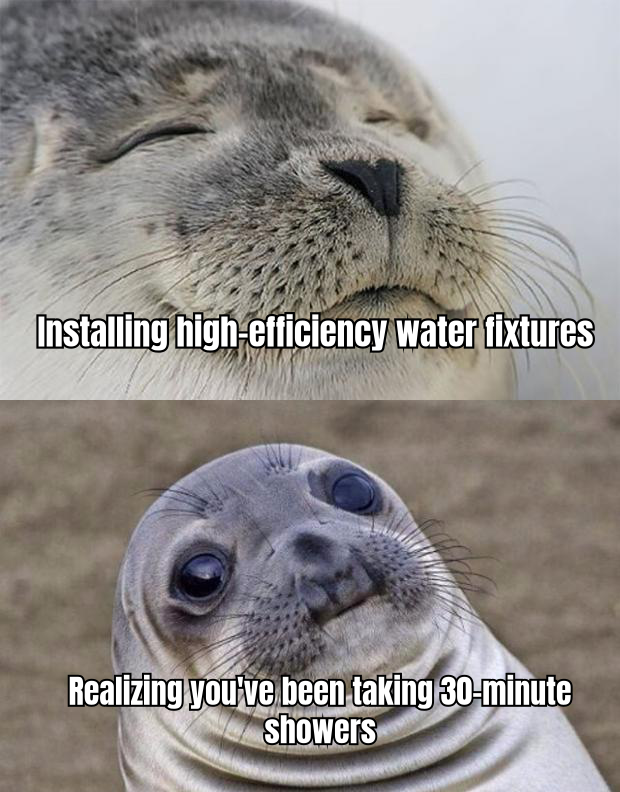 Installing high-efficiency water fixtures
Realizing you've been taking 30-minute
showers